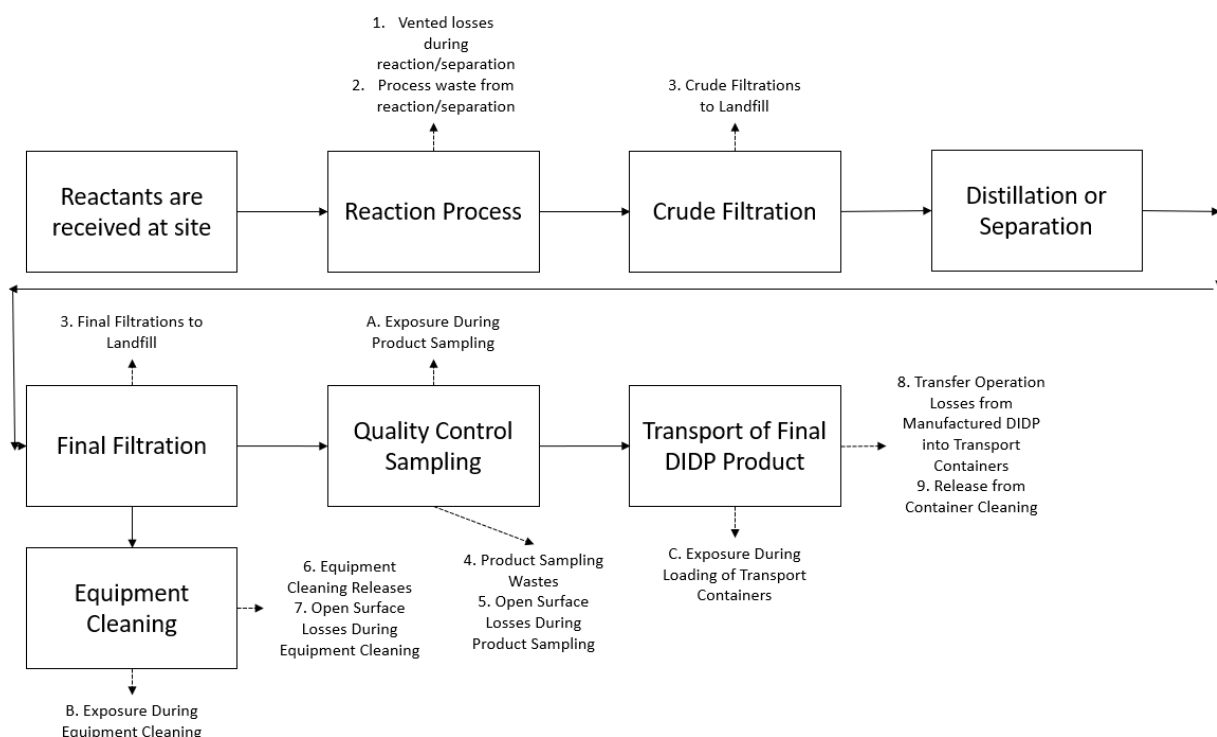 1. Vented losses
during
reaction/separation
2. Process waste from
reaction/separation
3. Crude Filtrations
to Landfill
Reactants are
received at site
Reaction Process
Crude Filtration
Distillation or
Separation
3. Final Filtrations to
Landfill
A. Exposure During
Product Sampling
Final Filtration
Quality Control
Sampling
Transport of Final
DIDP Product
8. Transfer Operation
Losses from
Manufactured DIDP
into Transport
Containers
9. Release from
Container Cleaning
Equipment
Cleaning
6. Equipment
Cleaning Releases
7. Open Surface
Losses During
Equipment Cleaning
4. Product Sampling
Wastes
5. Open Surface
Losses During
Product Sampling
C. Exposure During
Loading of Transport
Containers
B. Exposure During
Equipment Cleaning